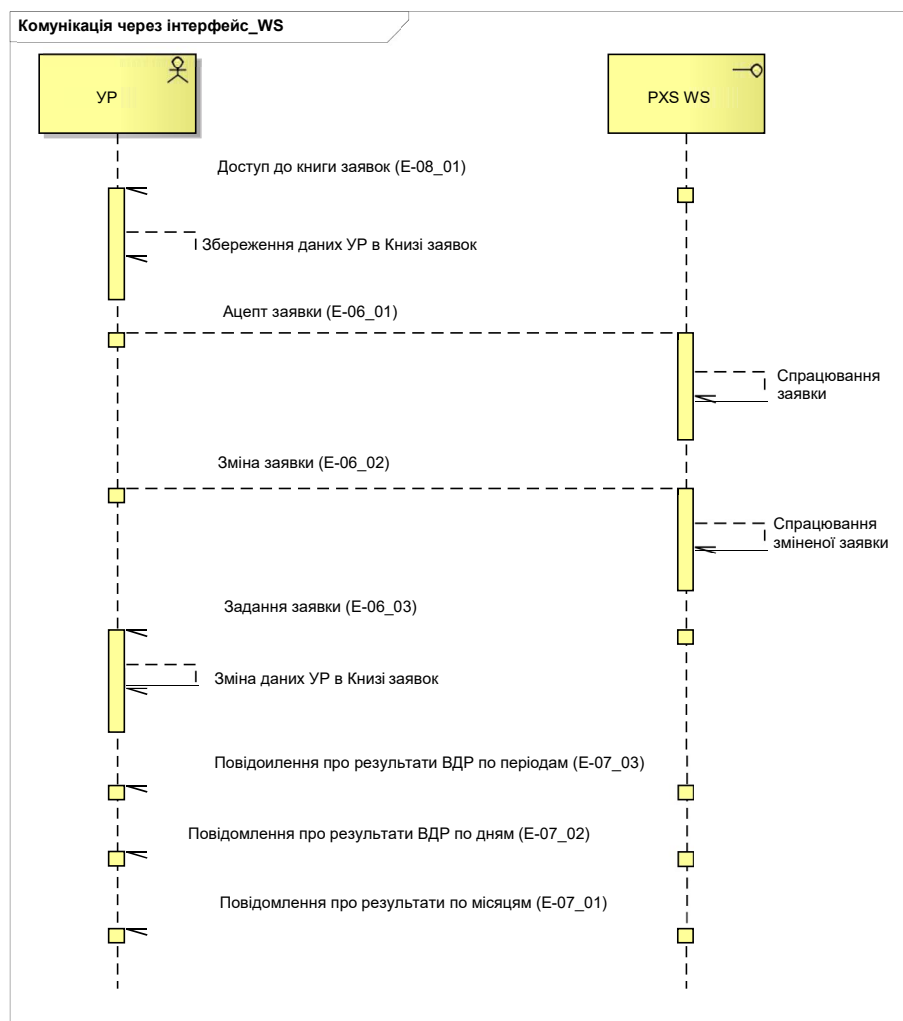 Комунікація через інтерфейс_WS
УР
PXS WS
Доступ до книги заявок (E-08_01)
Збереження даних УР в Книзі заявок
Ацепт заявки (E-06_01)
Спрацювання
заявки
Зміна заявки (E-06_02)
Спрацювання
зміненої заявки
Задання заявки (E-06_03)
Зміна даних УР в Книзі заявок
Повідоилення про результати ВДР по періодам (E-07_03)
Повідомлення про результати ВДР по дням (E-07_02)
Повідомлення про результати по місяцям (E-07_01)